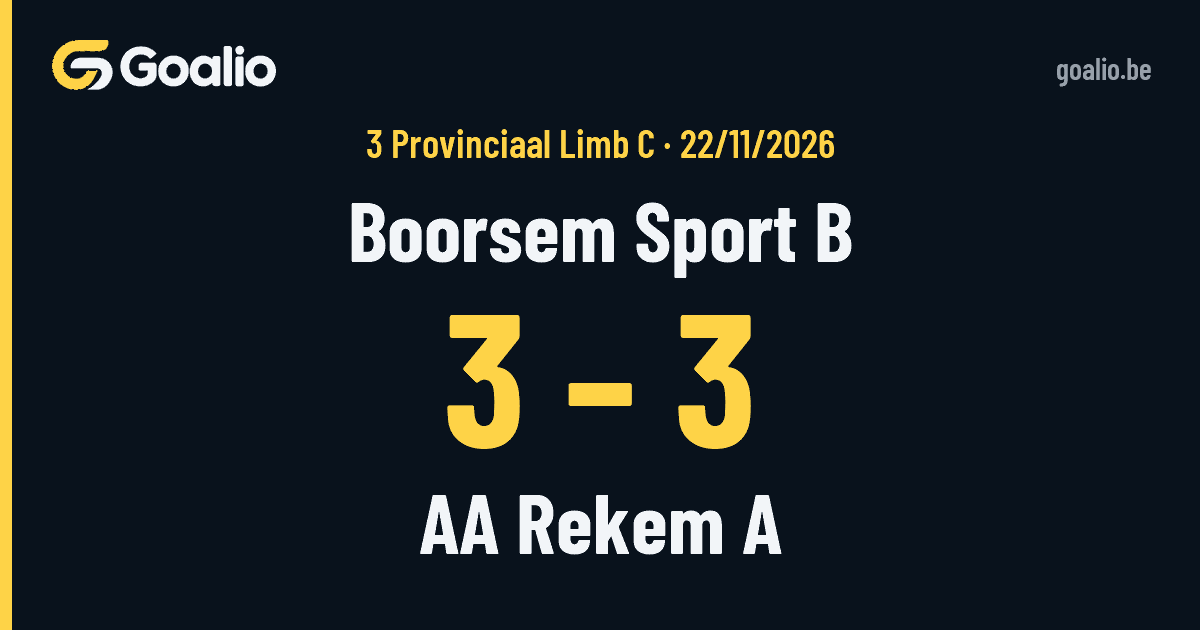 Goalio
goalio.be
3 Provinciaal Limb C · 22/11/2026
Boorsem Sport B
3 – 3
AA Rekem A